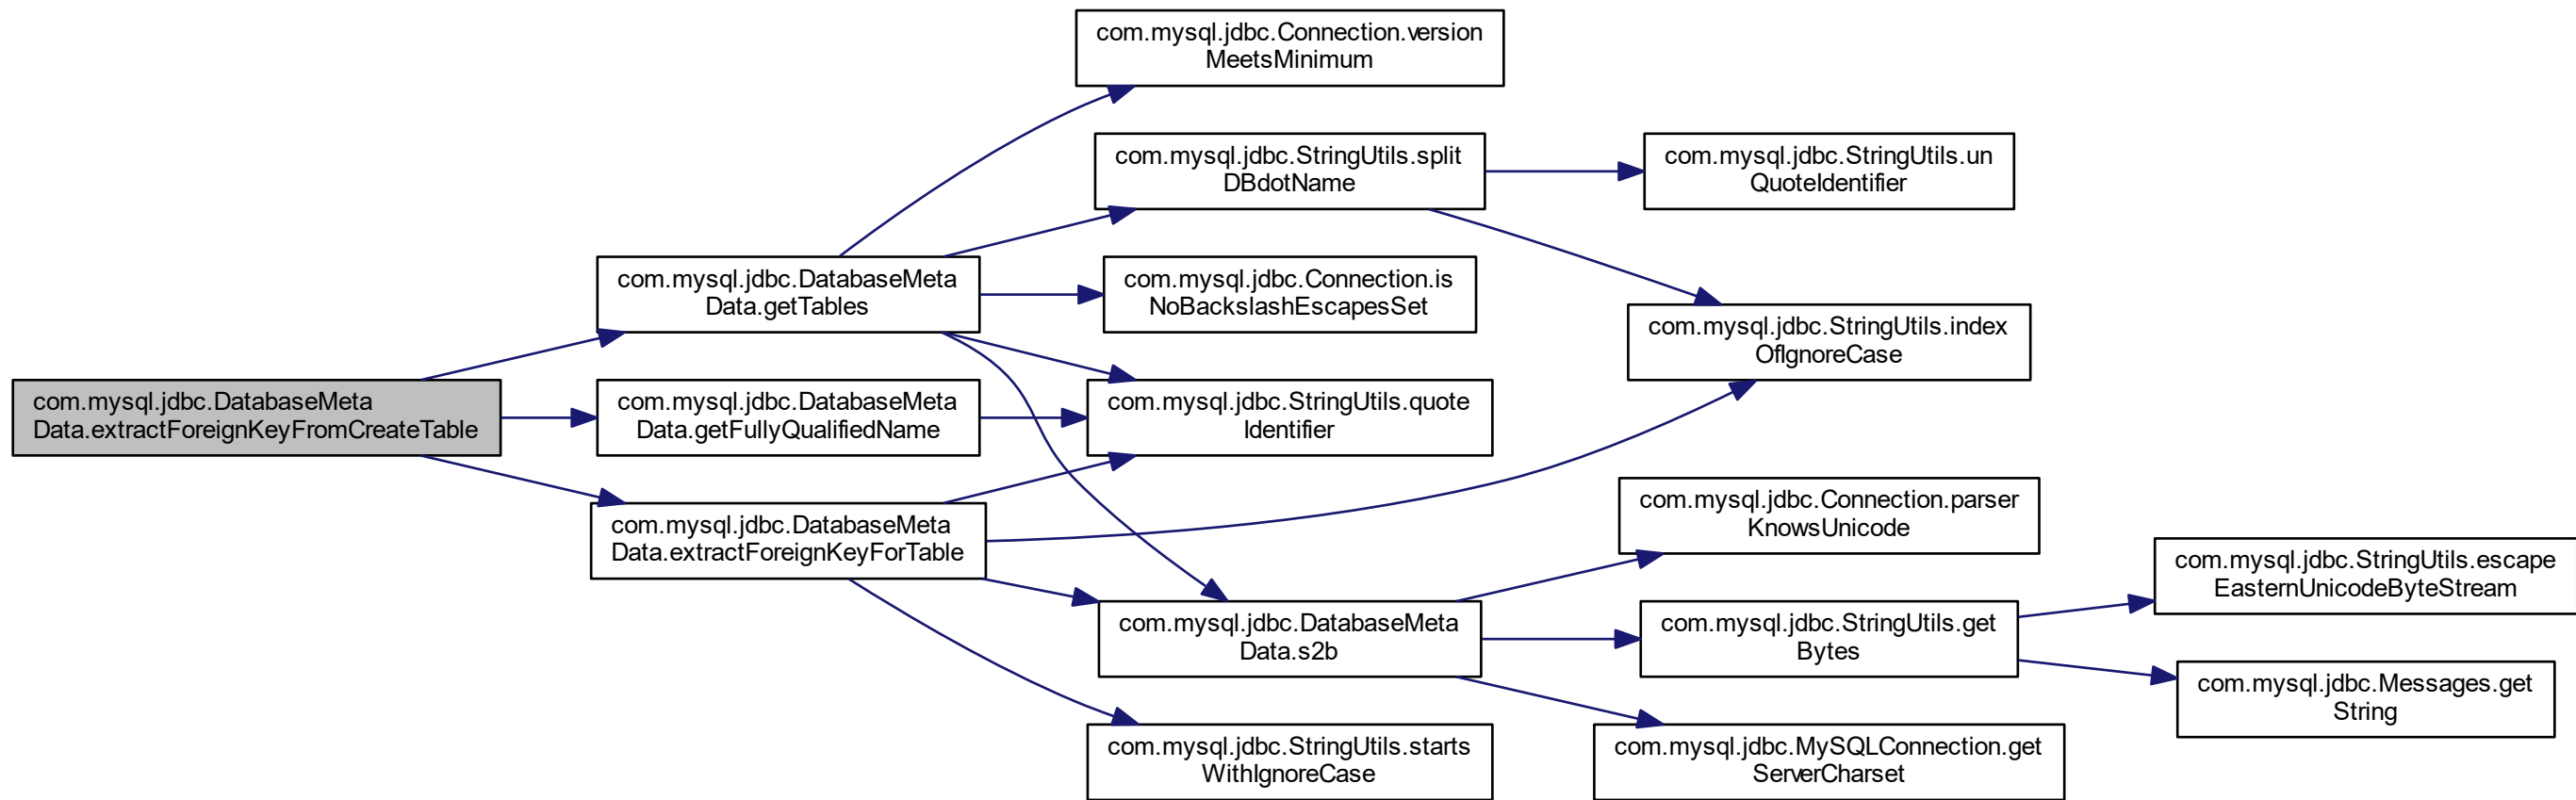 com.mysql.jdbc.Connection.version
MeetsMinimum
com.mysql.jdbc.StringUtils.split
DBdotName
com.mysql.jdbc.StringUtils.un
QuoteIdentifier
com.mysql.jdbc.DatabaseMeta
Data.getTables
com.mysql.jdbc.Connection.is
NoBackslashEscapesSet
com.mysql.jdbc.StringUtils.index
OfIgnoreCase
com.mysql.jdbc.DatabaseMeta
Data.extractForeignKeyFromCreateTable
com.mysql.jdbc.DatabaseMeta
Data.getFullyQualifiedName
com.mysql.jdbc.StringUtils.quote
Identifier
com.mysql.jdbc.DatabaseMeta
Data.extractForeignKeyForTable
com.mysql.jdbc.Connection.parser
KnowsUnicode
com.mysql.jdbc.StringUtils.escape
EasternUnicodeByteStream
com.mysql.jdbc.DatabaseMeta
Data.s2b
com.mysql.jdbc.StringUtils.get
Bytes
com.mysql.jdbc.Messages.get
String
com.mysql.jdbc.StringUtils.starts
WithIgnoreCase
com.mysql.jdbc.MySQLConnection.get
ServerCharset